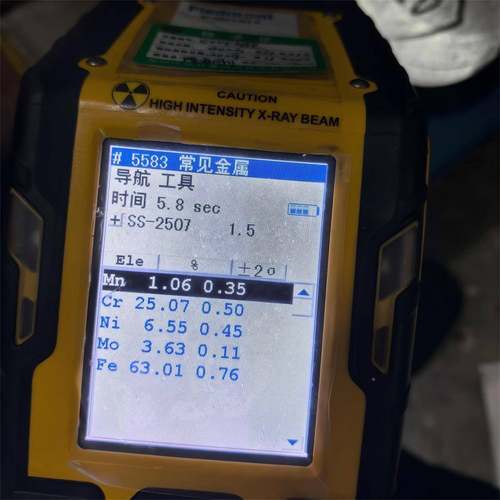 CAUTION
HIGH INTENSITY X-RAY BEAM
# 5583 常见金属
导航 工具
时间 5.8 sec
SS-2507 1.5
Ele % ±2σ
Mn 1.06 0.35
Cr 25.07 0.50
Ni 6.55 0.45
Mo 3.63 0.11
Fe 63.01 0.76